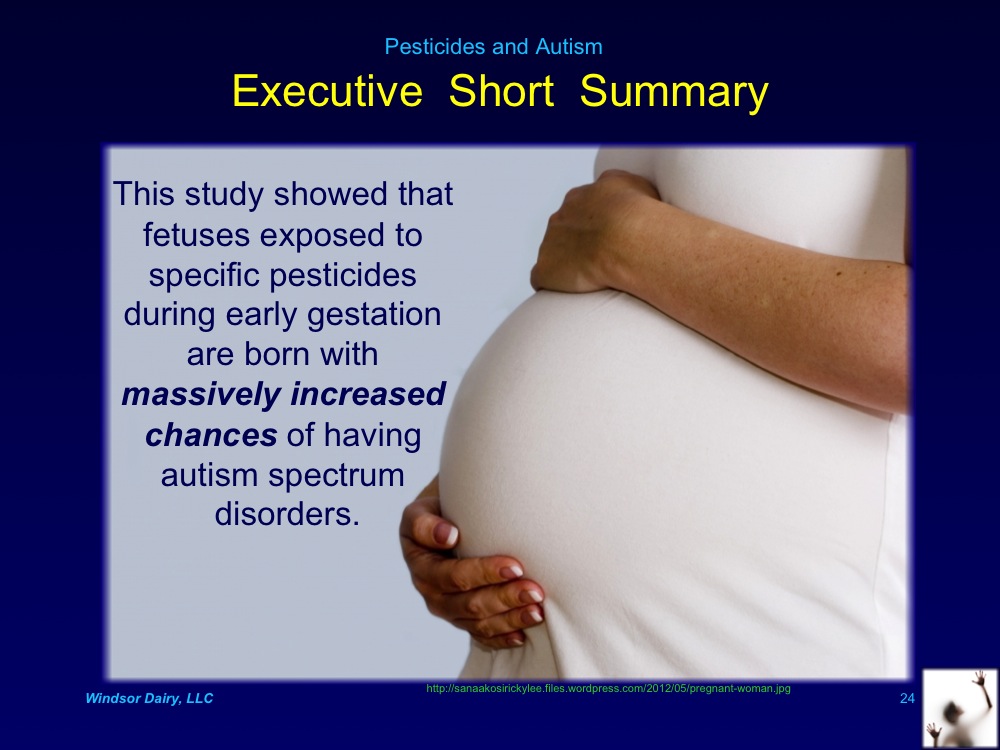 Pesticides and Autism
Executive Short Summary
This study showed that
fetuses exposed to
specific pesticides
during early gestation
are born with
massively increased
chances of having
autism spectrum
disorders.
http://sanaakosirickylee.files.wordpress.com/2012/05/pregnant-woman.jpg
Windsor Dairy, LLC
24